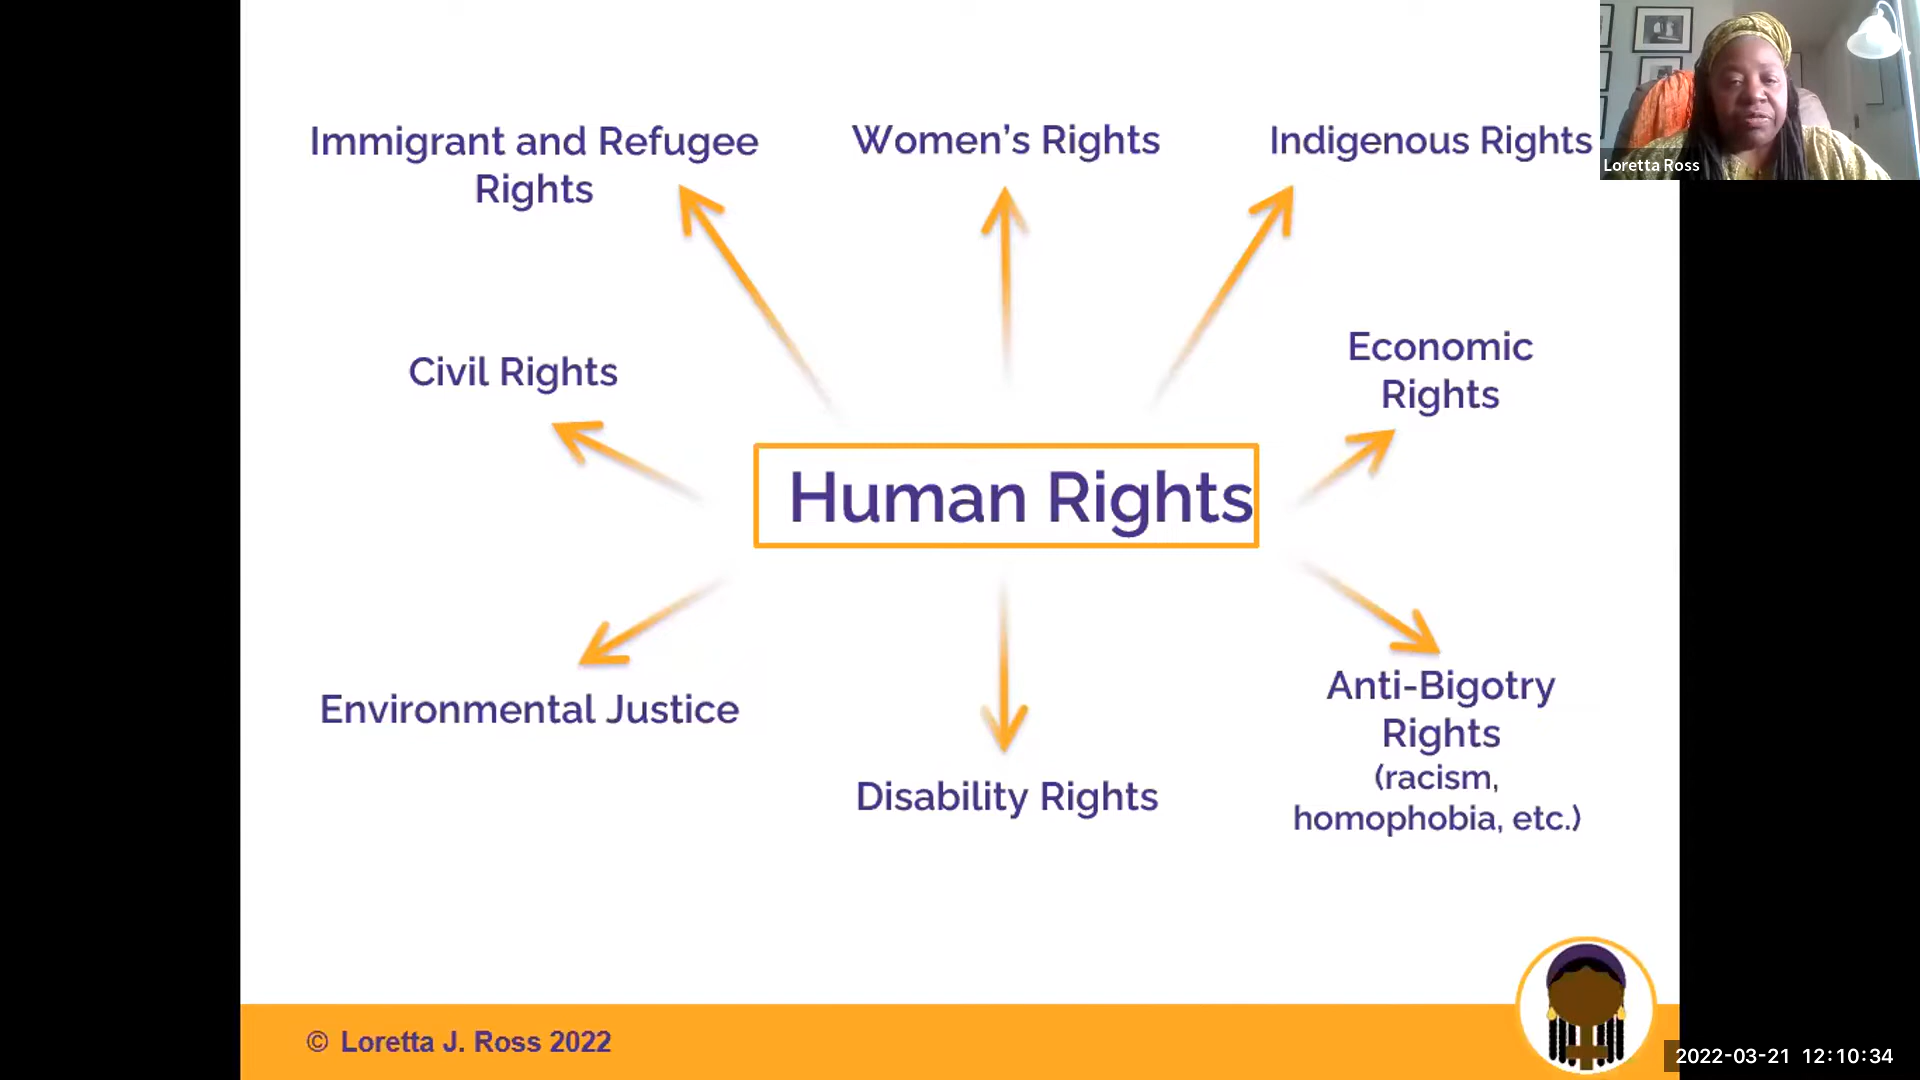 Immigrant and Refugee
Rights
Women's Rights
Indigenous Rights
Loretta Ross
Civil Rights
Economic
Rights
Human Rights
Environmental Justice
Disability Rights
Anti-Bigotry
Rights
(racism,
homophobia, etc.)
© Loretta J. Ross 2022
2022-03-21 12:10:34